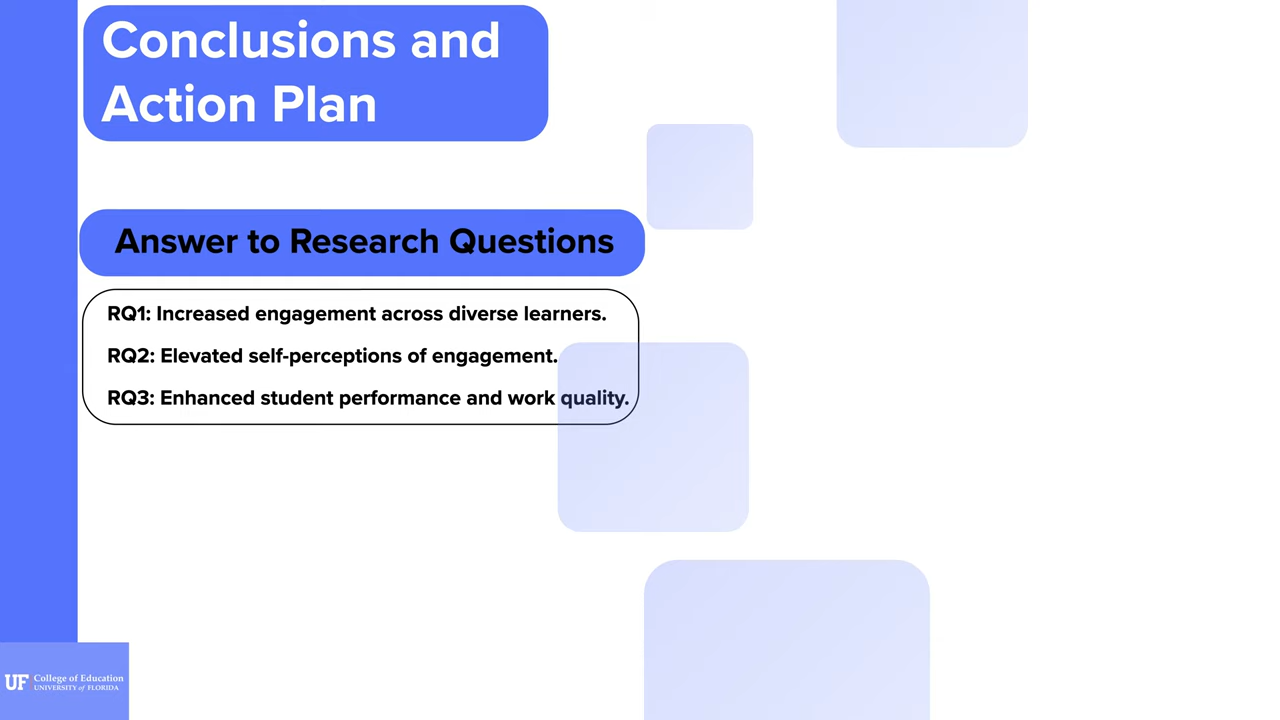 Conclusions and
Action Plan
Answer to Research Questions
RQ1: Increased engagement across diverse learners.
RQ2: Elevated self-perceptions of engagement.
RQ3: Enhanced student performance and work quality.
UF College of Education
UNIVERSITY of FLORIDA